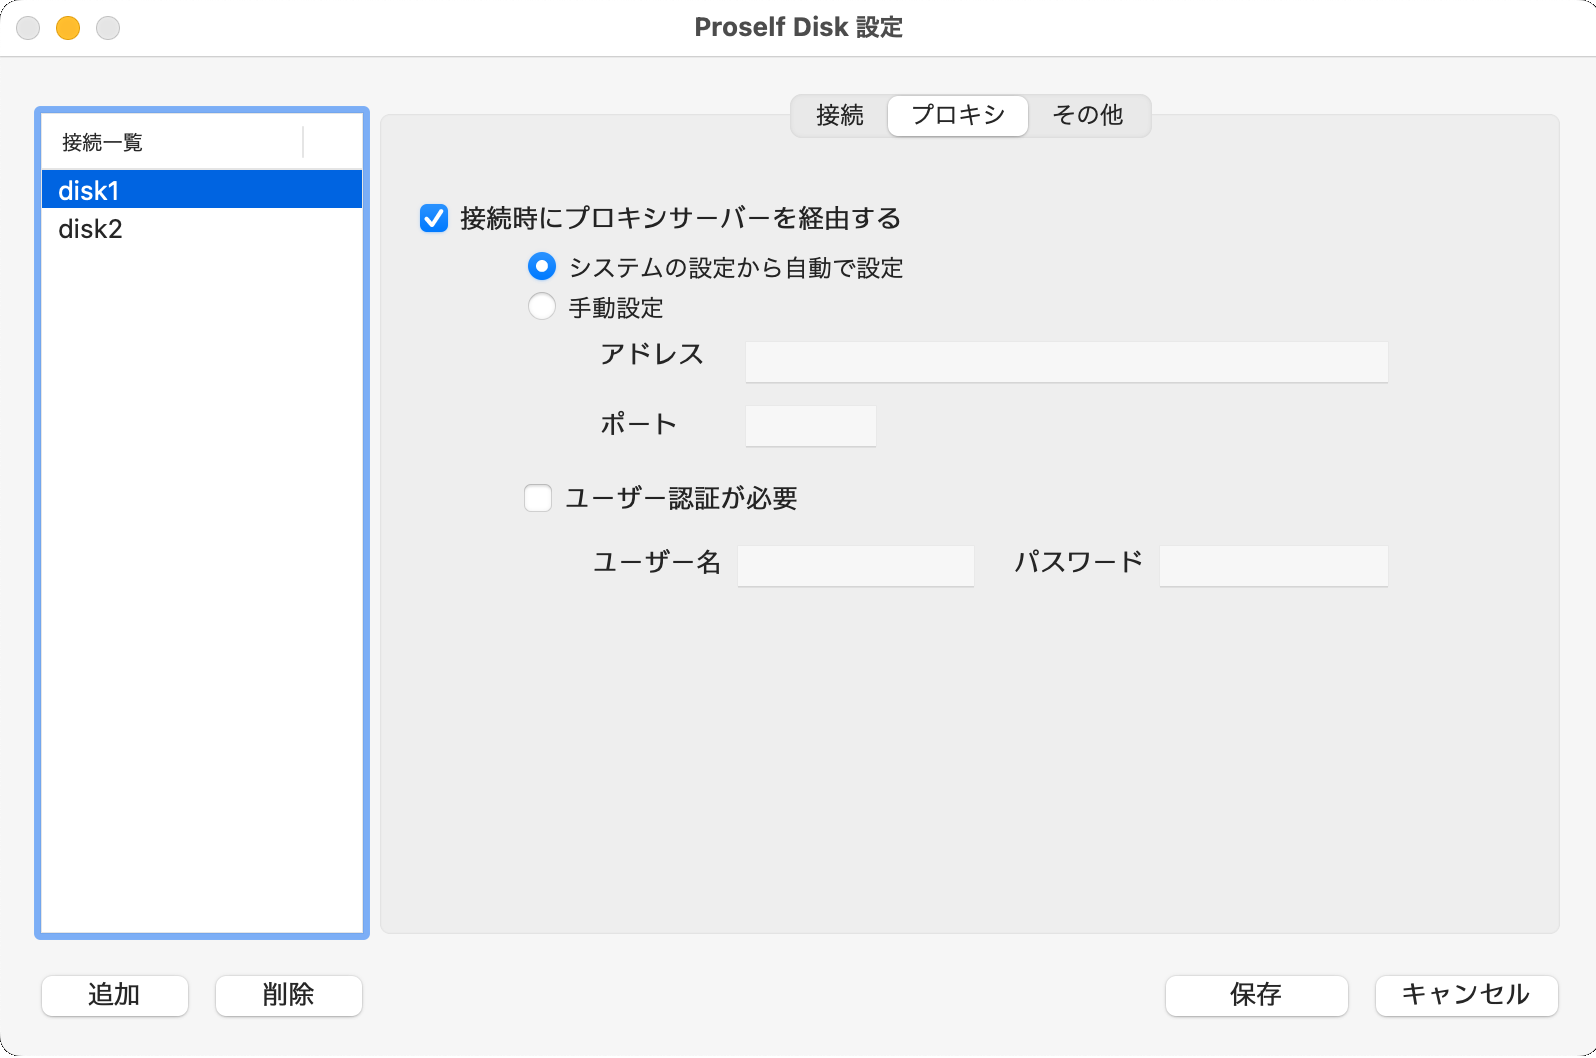 Proself Disk 設定
接続 プロキシ その他
接続一覧
disk1
disk2
接続時にプロキシサーバーを経由する
システムの設定から自動で設定
手動設定
アドレス
ポート
ユーザー認証が必要
ユーザー名 パスワード
追加 削除 保存 キャンセル